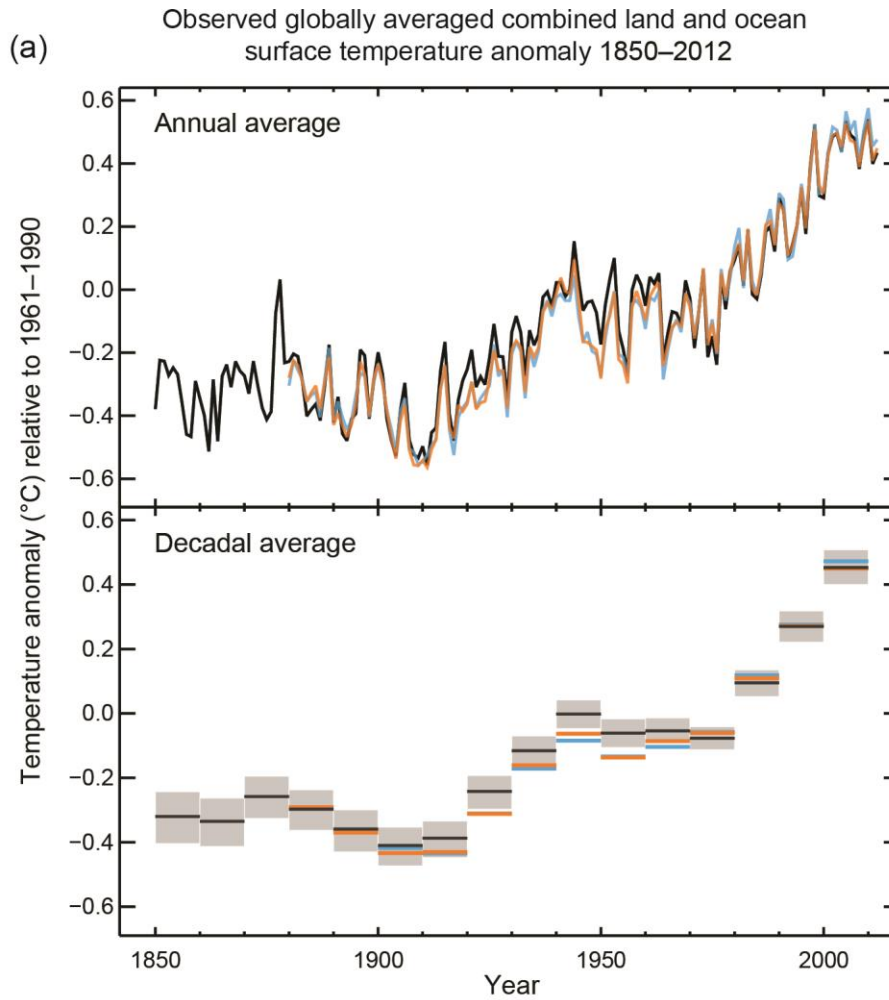 Observed globally averaged combined land and ocean
(a)
surface temperature anomaly 1850–2012
Annual average
0.6
0.4
0.2
0.0
−0.2
−0.4
−0.6
Temperature anomaly (°C) relative to 1961–1990
Decadal average
0.6
0.4
0.2
0.0
−0.2
−0.4
−0.6
1850
1900
1950
2000
Year